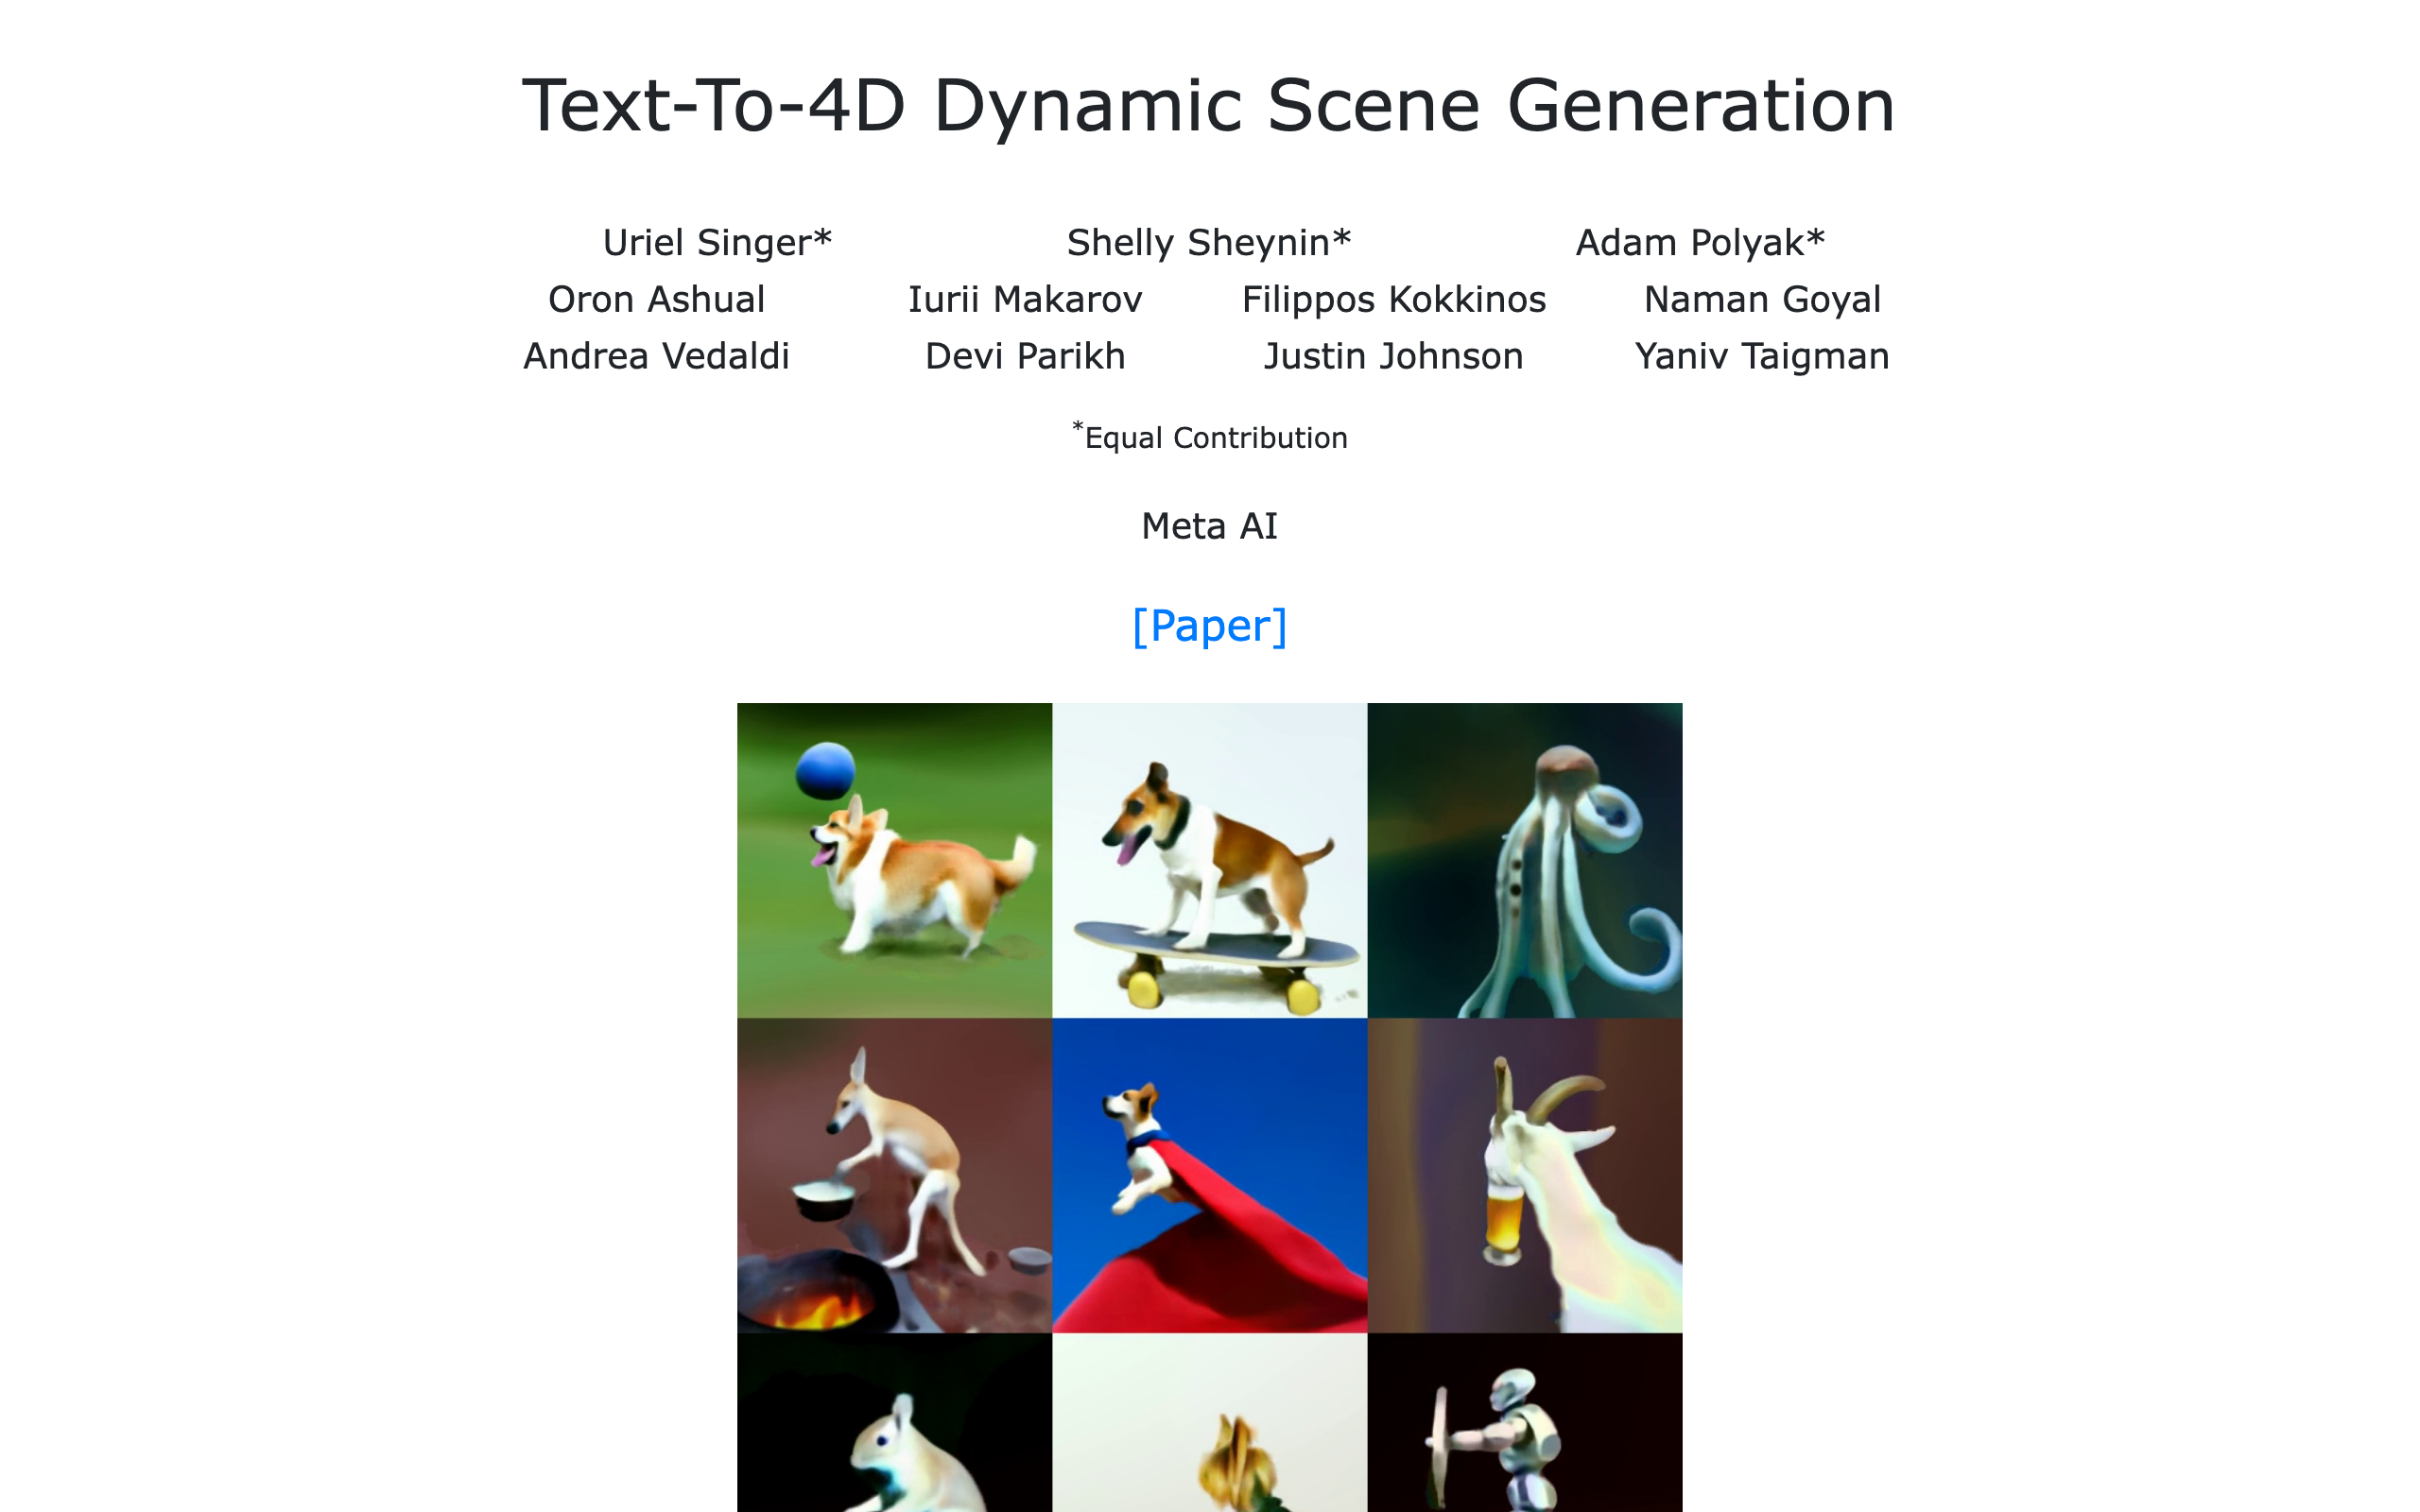 Text-To-4D Dynamic Scene Generation
Uriel Singer* Shelly Sheynin* Adam Polyak*
Oron Ashual Iurii Makarov Filippos Kokkinos Naman Goyal
Andrea Vedaldi Devi Parikh Justin Johnson Yaniv Taigman
*Equal Contribution
Meta AI
[Paper]